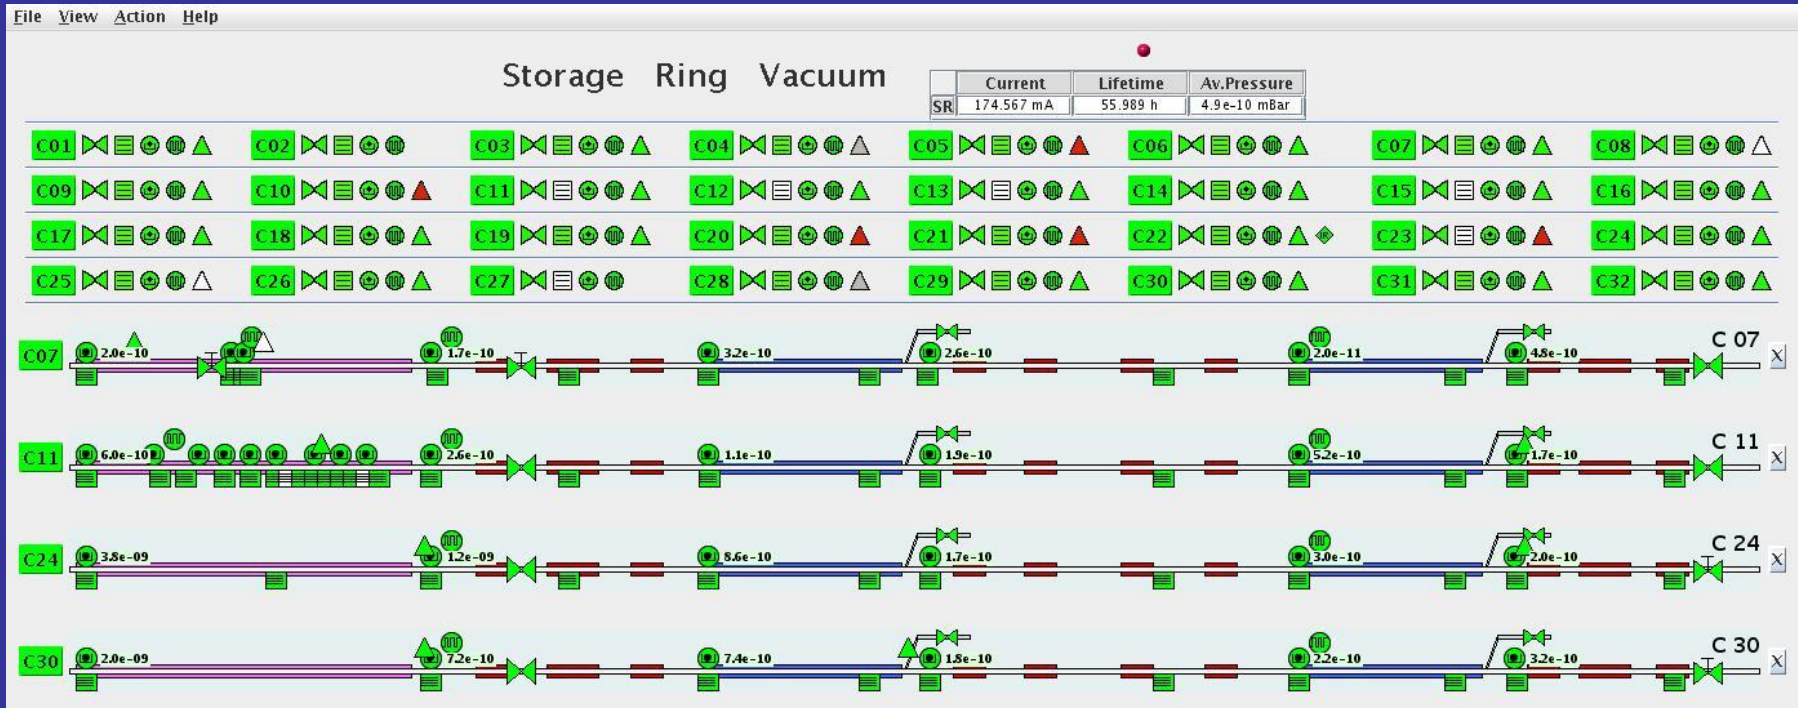 File View Action Help
Storage Ring Vacuum
Current Lifetime Av.Pressure
SR 174.567 mA 55.989 h 4.9e-10 mBar
C01 C02 C03 C04 C05 C06 C07 C08
C09 C10 C11 C12 C13 C14 C15 C16
C17 C18 C19 C20 C21 C22 IR C23 C24
C25 C26 C27 C28 C29 C30 C31 C32
C07 2.0e-10 1.7e-10 3.2e-10 2.6e-10 2.0e-11 4.8e-10 C 07 X
C11 6.0e-10 2.6e-10 1.1e-10 1.9e-10 5.2e-10 1.7e-10 C 11 X
C24 3.8e-09 1.2e-09 8.6e-10 1.7e-10 3.0e-10 2.0e-10 C 24 X
C30 2.0e-09 7.2e-10 7.4e-10 1.8e-10 2.2e-10 3.2e-10 C 30 X